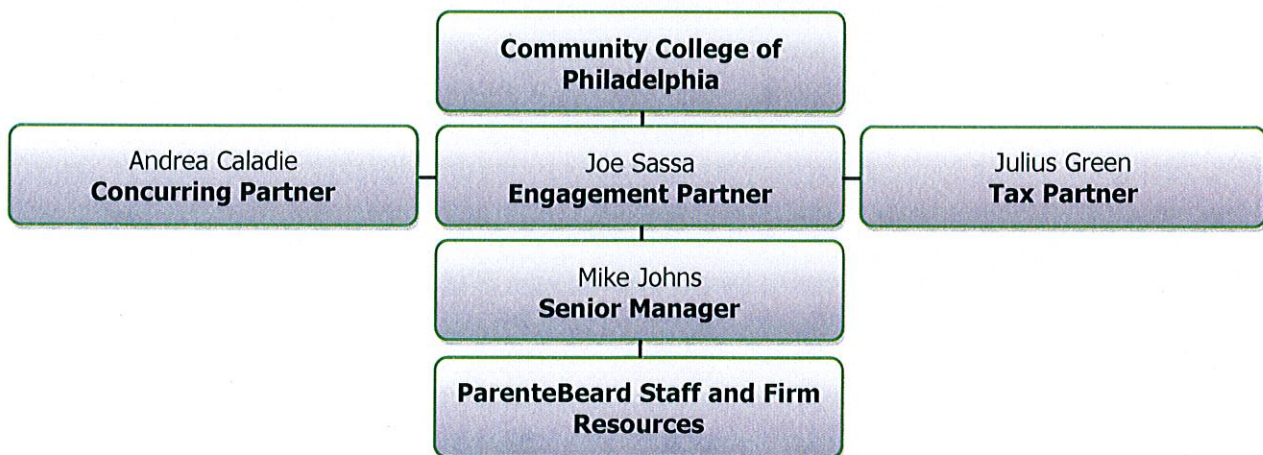 Community College of
Philadelphia
Andrea Caladie
Concurring Partner
Joe Sassa
Engagement Partner
Julius Green
Tax Partner
Mike Johns
Senior Manager
ParenteBeard Staff and Firm
Resources